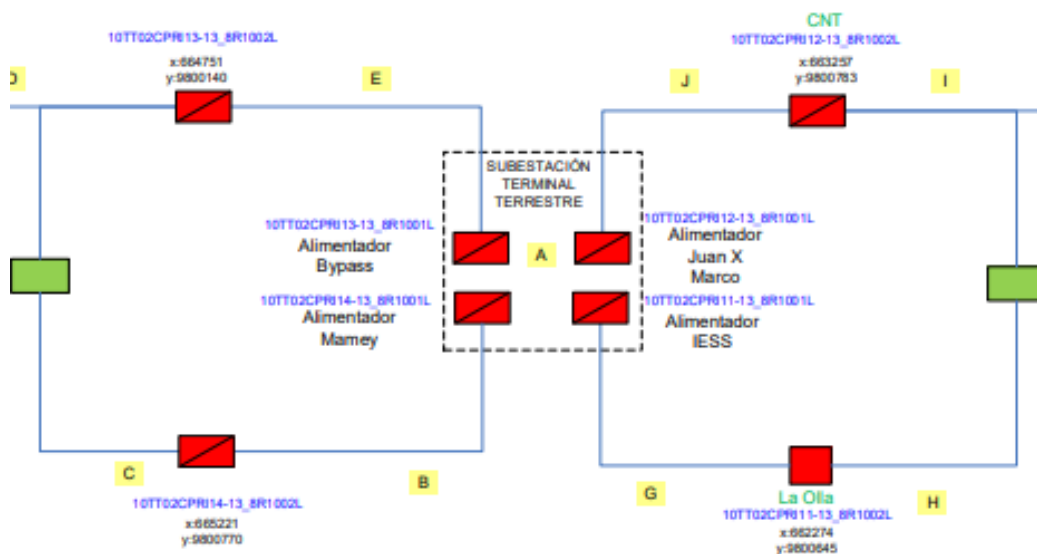 CNT
10TT02CPRI13-13_8R1002L
x:664751
y:9800140
10TT02CPRI12-13_8R1002L
x:663257
y:9800783
E
J
I
SUBESTACIÓN
TERMINAL
TERRESTRE
10TT02CPRI13-13_8R1001L
Alimentador
Bypass
A
10TT02CPRI12-13_8R1001L
Alimentador
Juan X
Marco
10TT02CPRI14-13_8R1001L
Alimentador
Mamey
10TT02CPRI11-13_8R1001L
Alimentador
IESS
C
B
G
H
10TT02CPRI14-13_8R1002L
x:665221
y:9800770
La Olla
10TT02CPRI11-13_8R1002L
x:662274
y:9800645